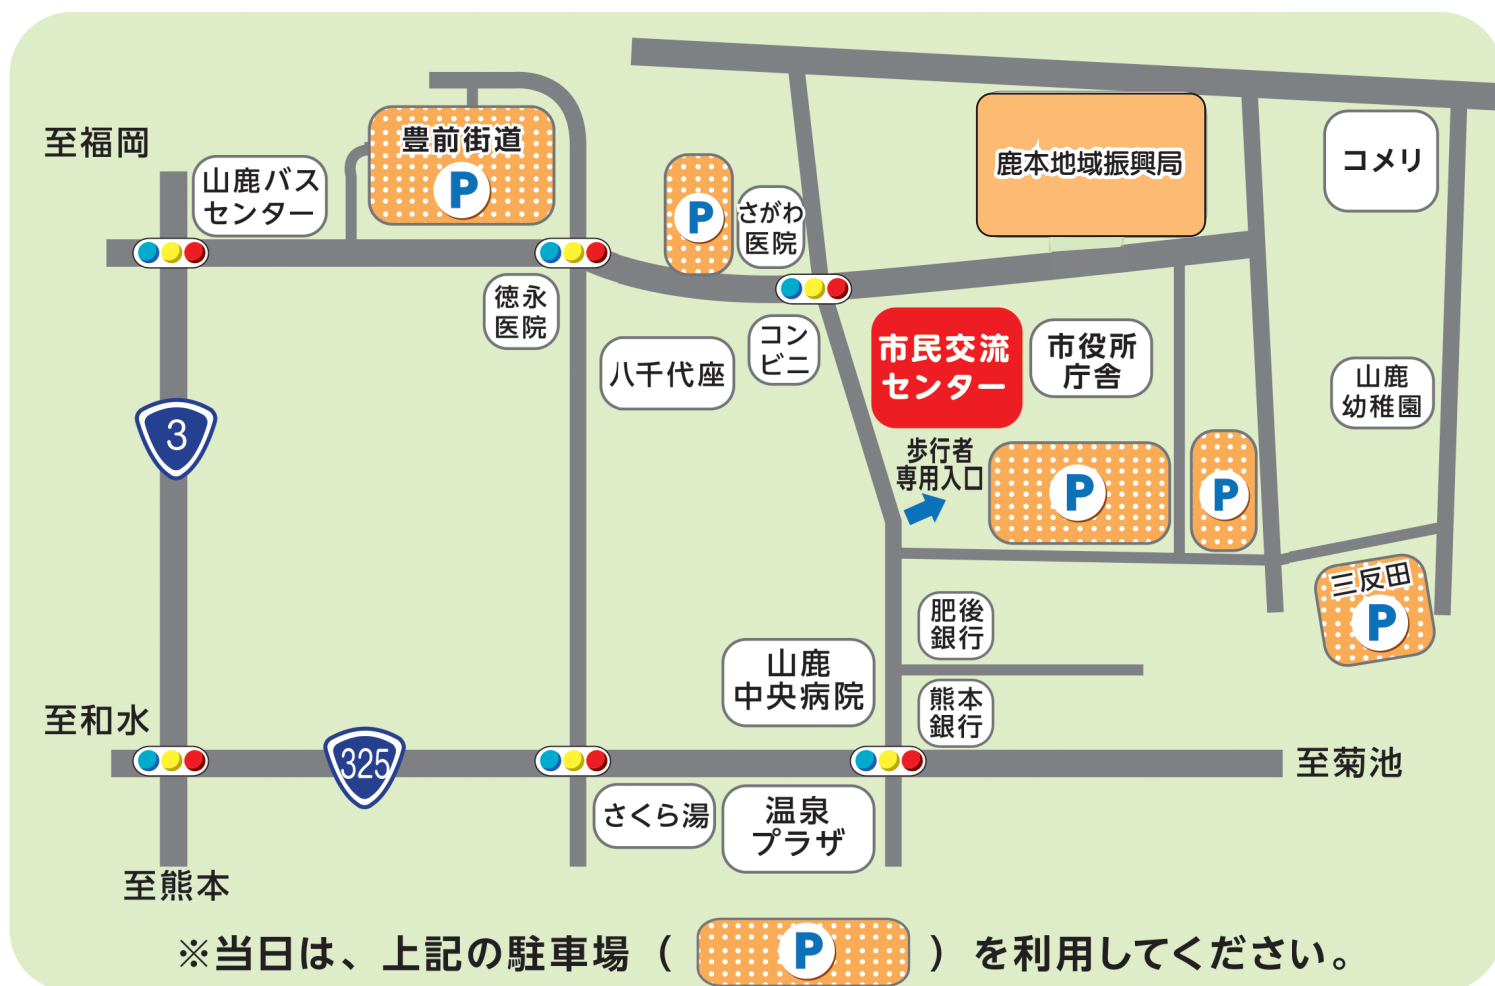 至福岡
山鹿バス
センター
豊前街道
P
P
さがわ
医院
鹿本地域振興局
コメリ
徳永
医院
八千代座
コン
ビニ
市民交流
センター
市役所
庁舎
山鹿
幼稚園
3
歩行者
専用入口
P
P
三反田
P
肥後
銀行
山鹿
中央病院
熊本
銀行
至和水
325
至菊池
さくら湯
温泉
プラザ
至熊本
※当日は、上記の駐車場（ P ）を利用してください。